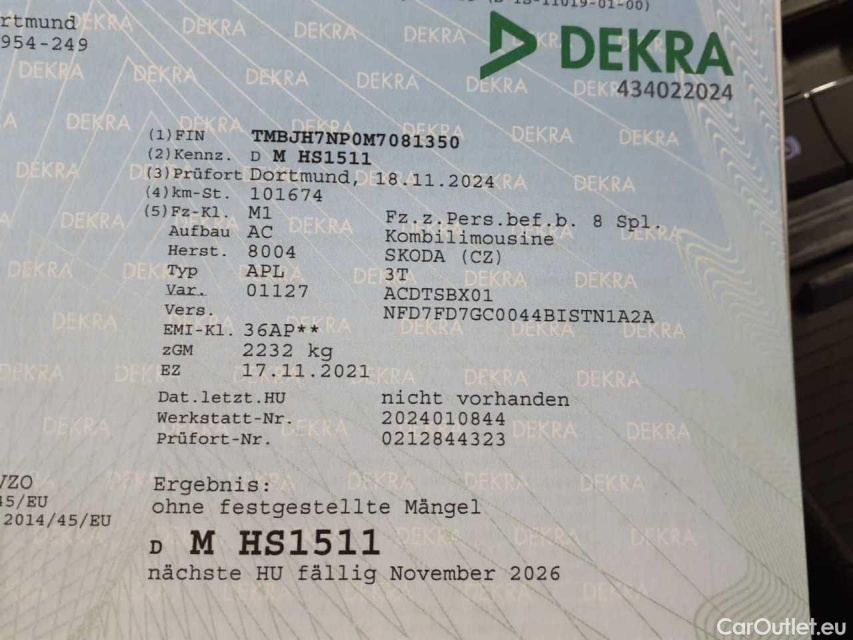 rtmund
954-249
DEKRA
434022024
(1) FIN TMBJH7NP0M7081350
(2) Kennz. D M HS1511
(3) Prüfort Dortmund, 18.11.2024
(4) km-St. 101674
(5) Fz-Kl. M1 Fz.z.Pers.bef.b. 8 Spl.
Aufbau AC Kombilimousine
Herst. 8004 SKODA (CZ)
Typ APL 3T
Var. 01127 ACDTSBX01
Vers. NFD7FD7GC0044BISTN1A2A
EMI-Kl. 36AP**
zGM 2232 kg
EZ 17.11.2021
Dat.letzt.HU nicht vorhanden
Werkstatt-Nr. 2024010844
Prüfort-Nr. 0212844323
VZO
45/EU
2014/45/EU
Ergebnis:
ohne festgestellte Mängel
D M HS1511
nächste HU fällig November 2026
CarOutlet.eu